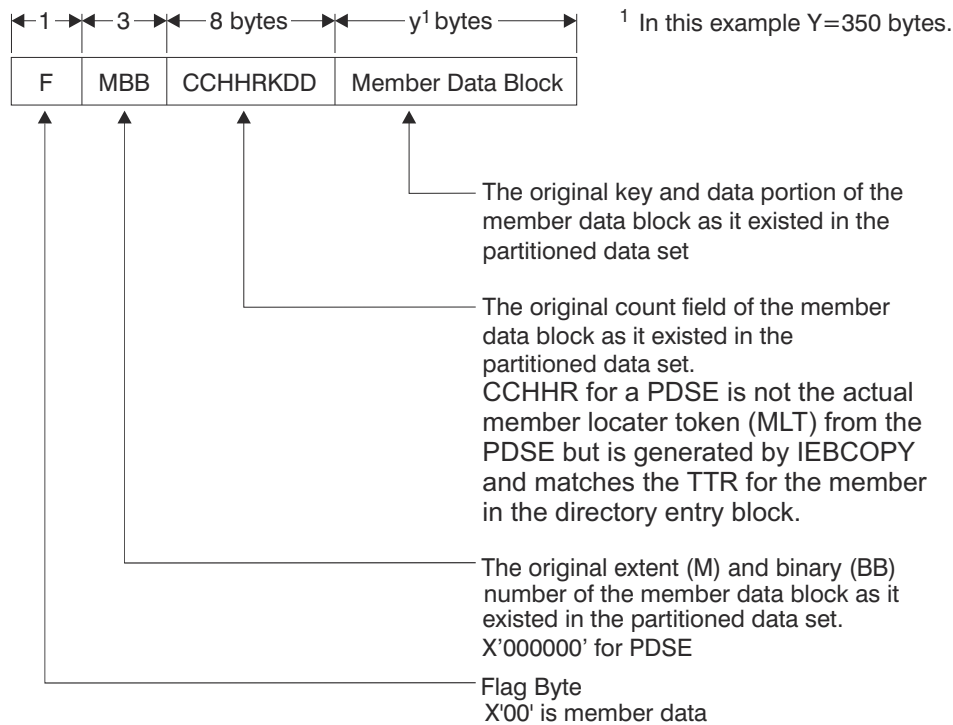 1 3 8 bytes y¹ bytes ¹ In this example Y=350 bytes.
F MBB CCHHRKDD Member Data Block
The original key and data portion of the
member data block as it existed in the
partitioned data set
The original count field of the member
data block as it existed in the
partitioned data set.
CCHHR for a PDSE is not the actual
member locater token (MLT) from the
PDSE but is generated by IEBCOPY
and matches the TTR for the member
in the directory entry block.
The original extent (M) and binary (BB)
number of the member data block as it
existed in the partitioned data set.
X’000000’ for PDSE
Flag Byte
X'00' is member data